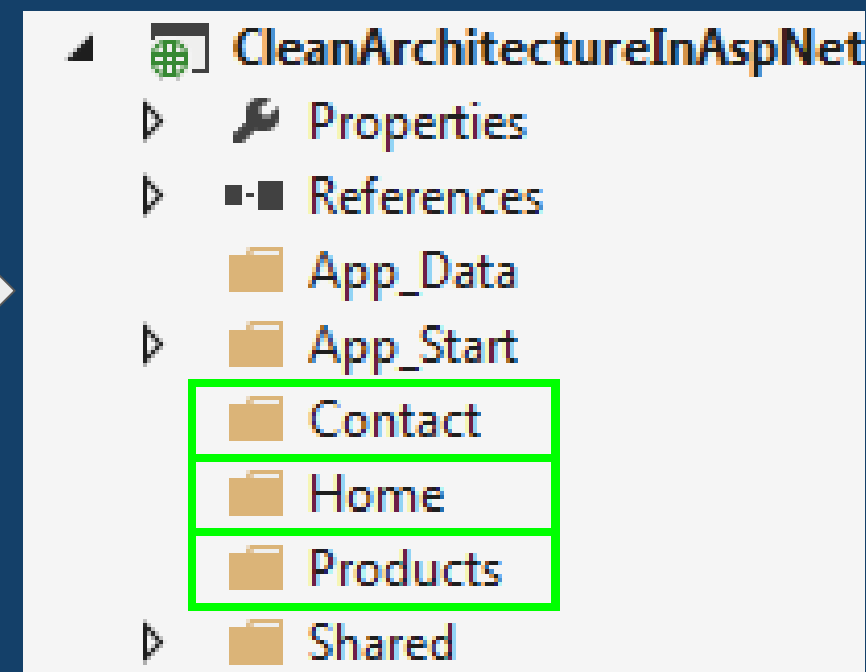 CleanArchitectureInAspNet
Properties
References
App_Data
App_Start
Contact
Home
Products
Shared